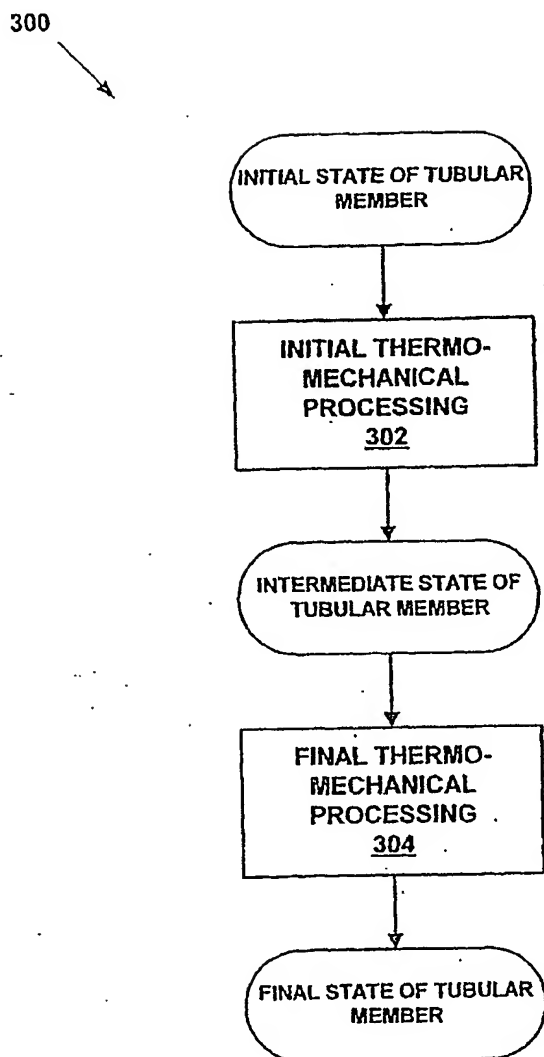 300
INITIAL STATE OF TUBULAR
MEMBER
INITIAL THERMO-
MECHANICAL
PROCESSING
302
INTERMEDIATE STATE OF
TUBULAR MEMBER
FINAL THERMO-
MECHANICAL
PROCESSING
304
FINAL STATE OF TUBULAR
MEMBER